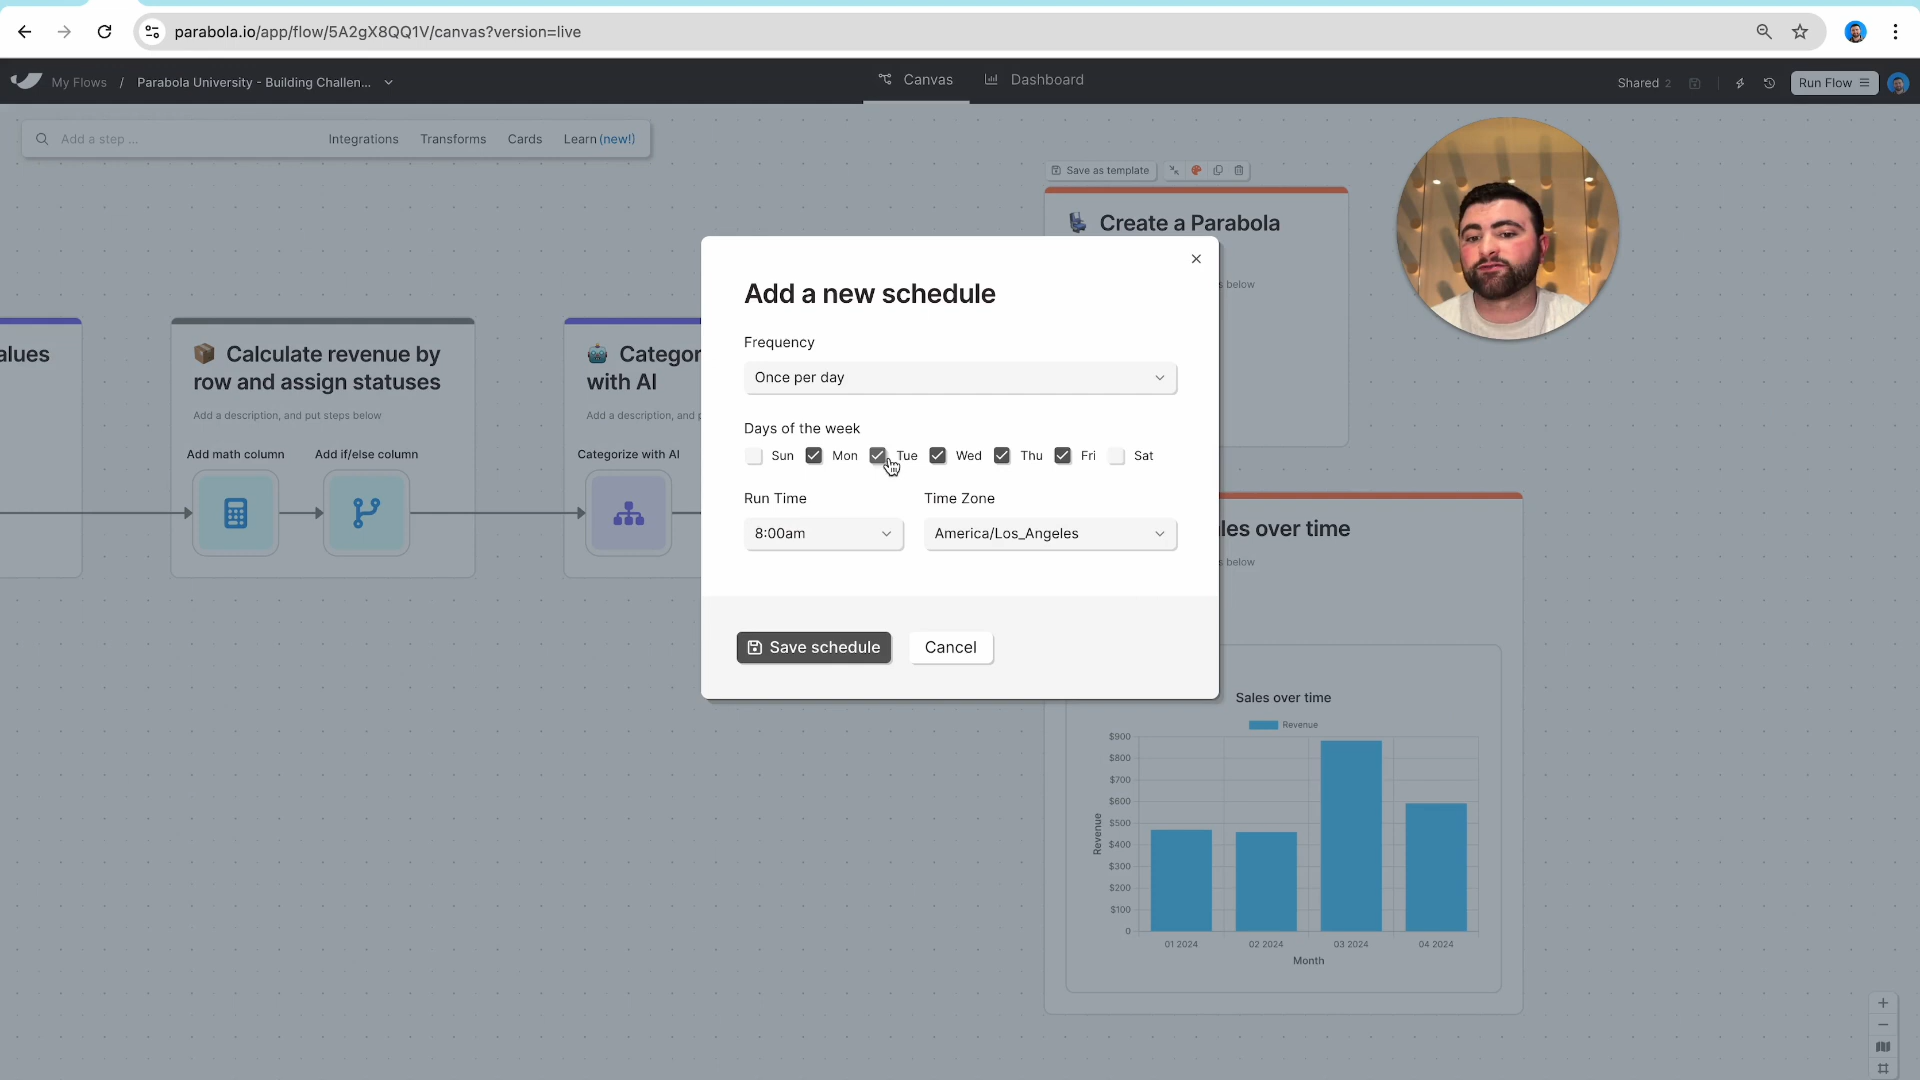 parabola.io/app/flow/5A2gX8QQ1V/canvas?version=live
My Flows / Parabola University - Building Challen...
Canvas
Dashboard
Shared 2
Run Flow
Add a step ...
Integrations
Transforms
Cards
Learn (new!)
Save as template
Create a Parabola
s below
Add a new schedule
Frequency
Once per day
Days of the week
Sun Mon Tue Wed Thu Fri Sat
Run Time
Time Zone
8:00am
America/Los_Angeles
Save schedule
Cancel
alues
Calculate revenue by
row and assign statuses
Add a description, and put steps below
Add math column
Add if/else column
Categor
with AI
Add a description, and p
Categorize with AI
les over time
s below
Sales over time
Revenue
$900
$800
$700
$600
$500
$400
$300
$200
$100
0
Revenue
01 2024
02 2024
03 2024
04 2024
Month